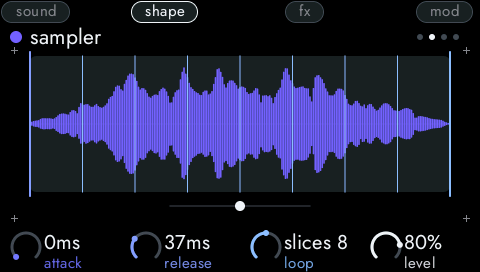 sound shape fx mod
sampler
0ms 37ms slices 8 80%
attack release loop level